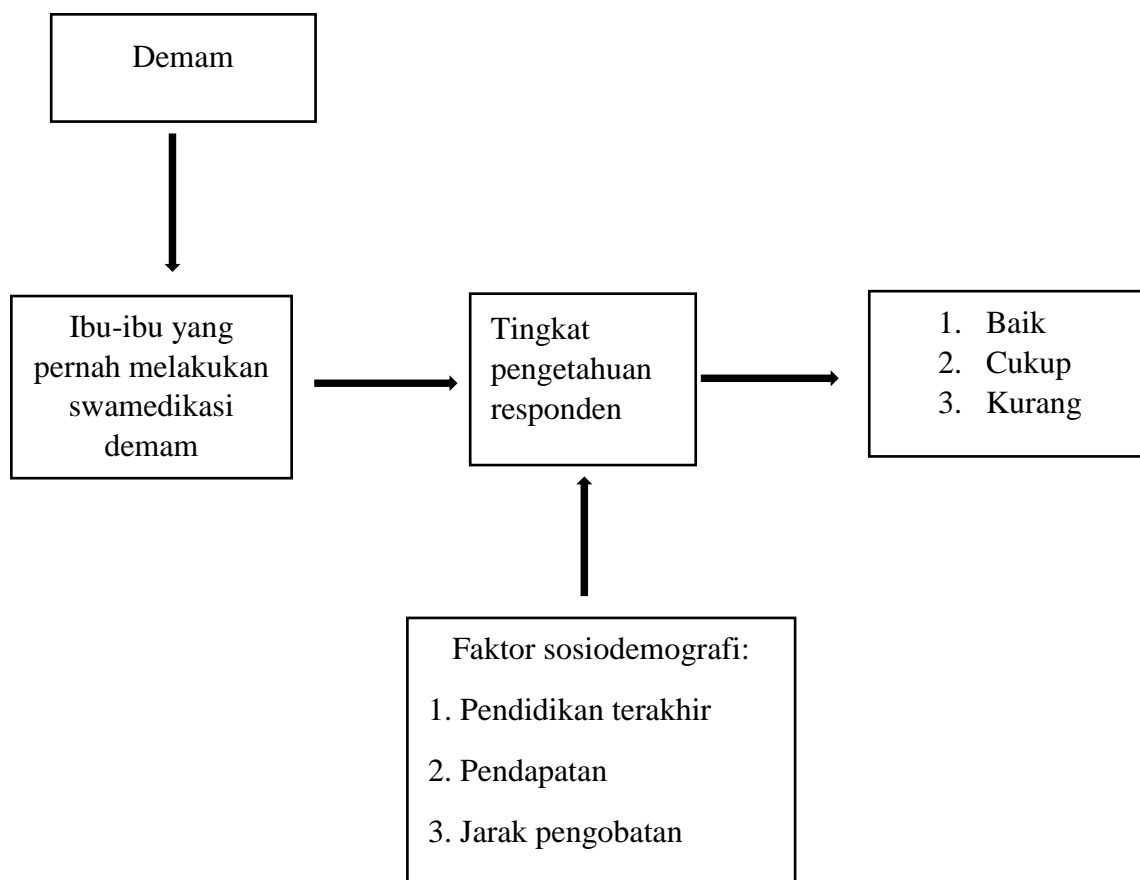 Demam
Ibu-ibu yang
pernah melakukan
swamedikasi
demam
Tingkat
pengetahuan
responden
1. Baik
2. Cukup
3. Kurang
Faktor sosiodemografi:
1. Pendidikan terakhir
2. Pendapatan
3. Jarak pengobatan